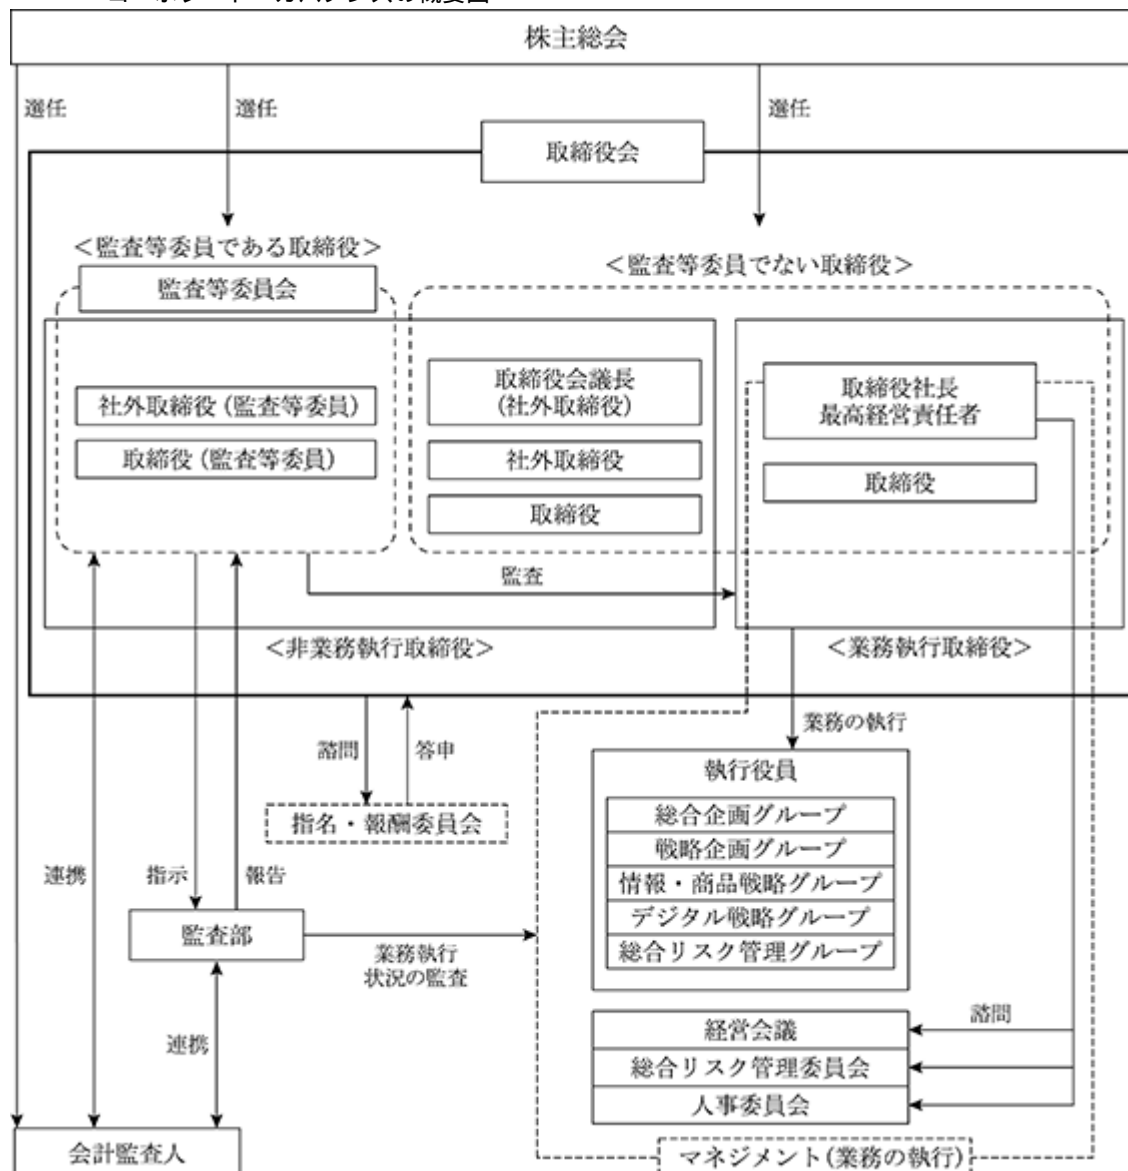 株主総会
選任
選任
選任
取締役会
<監査等委員である取締役>
<監査等委員でない取締役>
監査等委員会
社外取締役(監査等委員)
取締役(監査等委員)
取締役会議長
(社外取締役)
社外取締役
取締役
取締役社長
最高経営責任者
取締役
監査
<非業務執行取締役>
<業務執行取締役>
諮問
答申
業務の執行
指名・報酬委員会
執行役員
総合企画グループ
戦略企画グループ
情報・商品戦略グループ
デジタル戦略グループ
総合リスク管理グループ
連携
指示
報告
監査部
業務執行
状況の監査
連携
諮問
経営会議
総合リスク管理委員会
人事委員会
会計監査人
マネジメント(業務の執行)